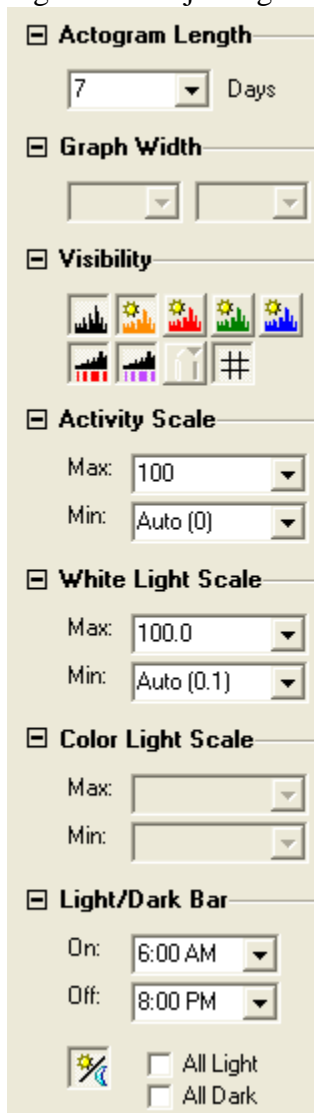 Actogram Length
7 Days
Graph Width
Visibility
Activity Scale
Max: 100
Min: Auto (0)
White Light Scale
Max: 100.0
Min: Auto (0.1)
Color Light Scale
Max:
Min:
Light/Dark Bar
On: 6:00 AM
Off: 8:00 PM
All Light
All Dark